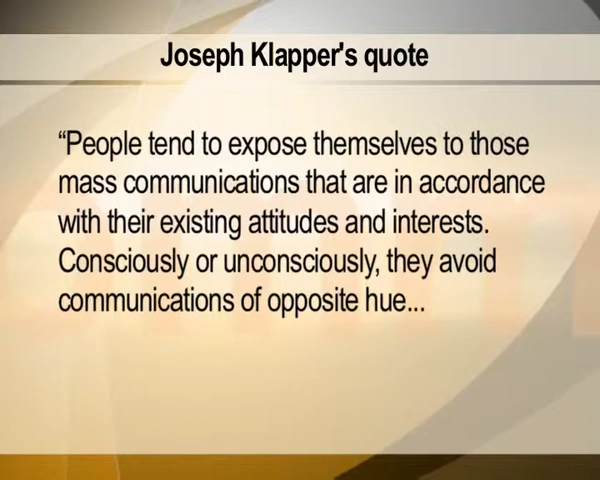 Joseph Klapper's quote
“People tend to expose themselves to those
mass communications that are in accordance
with their existing attitudes and interests.
Consciously or unconsciously, they avoid
communications of opposite hue...